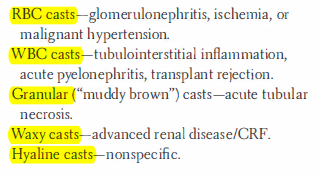 RBC casts—glomerulonephritis, ischemia, or
malignant hypertension.
WBC casts—tubulointerstitial inflammation,
acute pyelonephritis, transplant rejection.
Granular (“muddy brown”) casts—acute tubular
necrosis.
Waxy casts—advanced renal disease/CRF.
Hyaline casts—nonspecific.